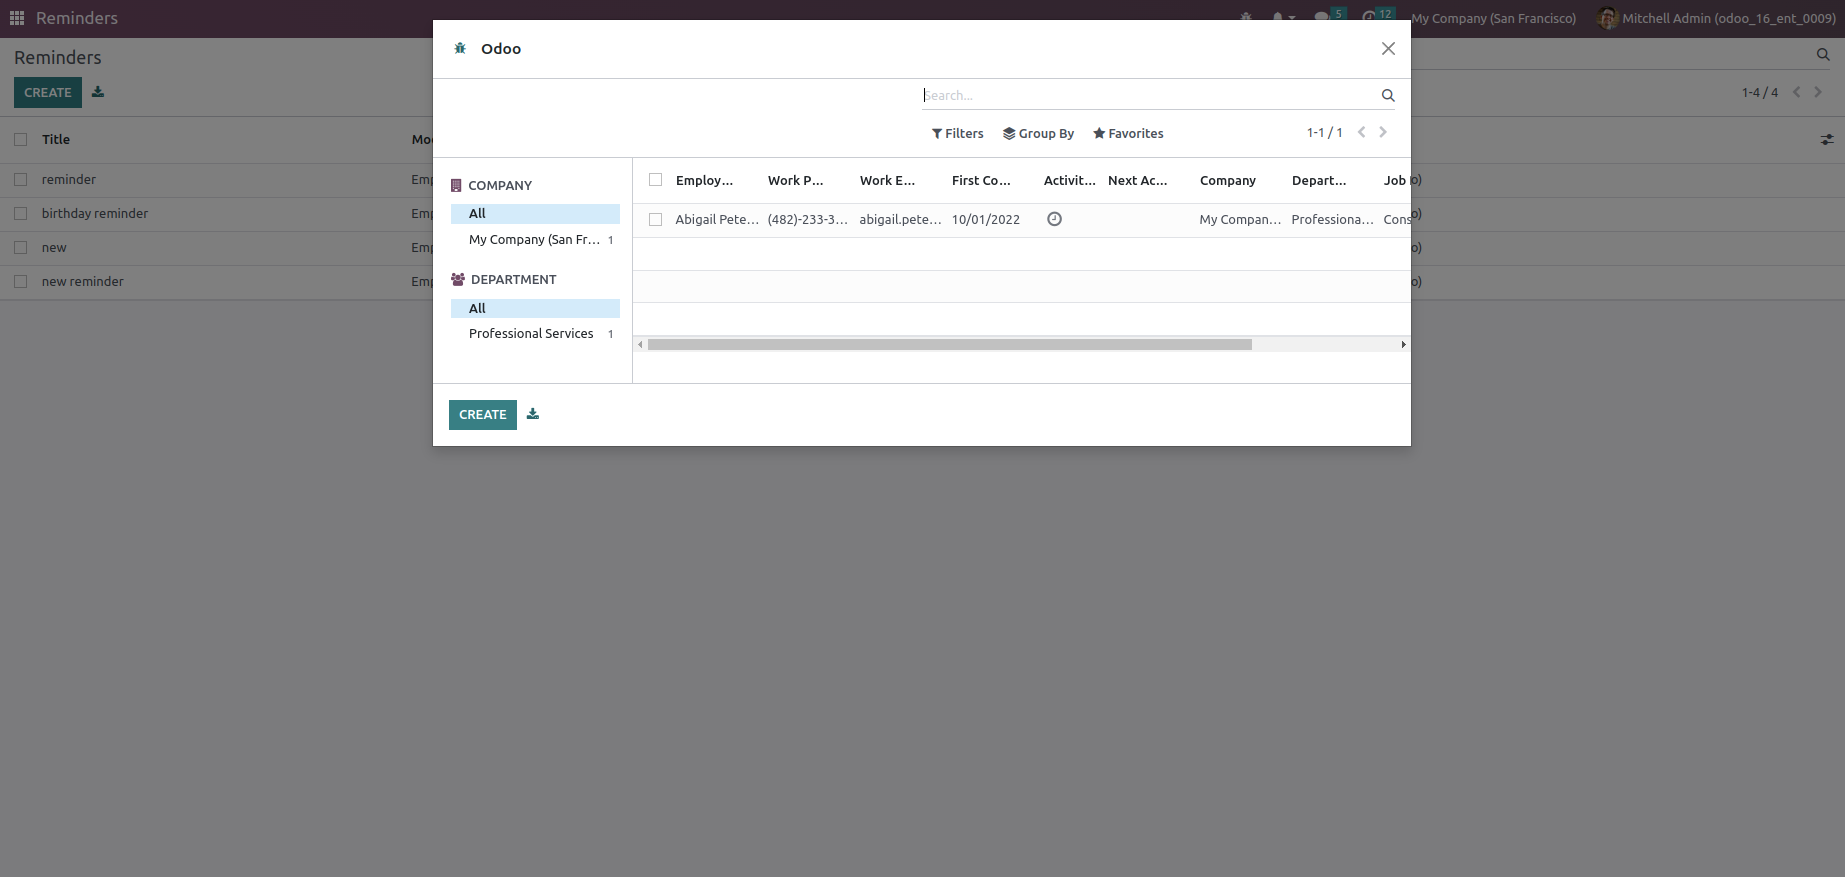 Reminders
5
12
My Company (San Francisco)
Mitchell Admin (odoo_16_ent_0009)
Reminders
CREATE
1-4 / 4
Title
Mo
reminder
Emp
o)
birthday reminder
Emp
o)
new
Emp
o)
new reminder
Emp
o)
Odoo
Search...
Filters
Group By
Favorites
1-1 / 1
COMPANY
All
My Company (San Fr... 1
DEPARTMENT
All
Professional Services 1
Employ... Work P... Work E... First Co... Activit... Next Ac... Company Depart... Job
Abigail Pete... (482)-233-3... abigail.pete... 10/01/2022 My Compan... Professiona... Cons
CREATE